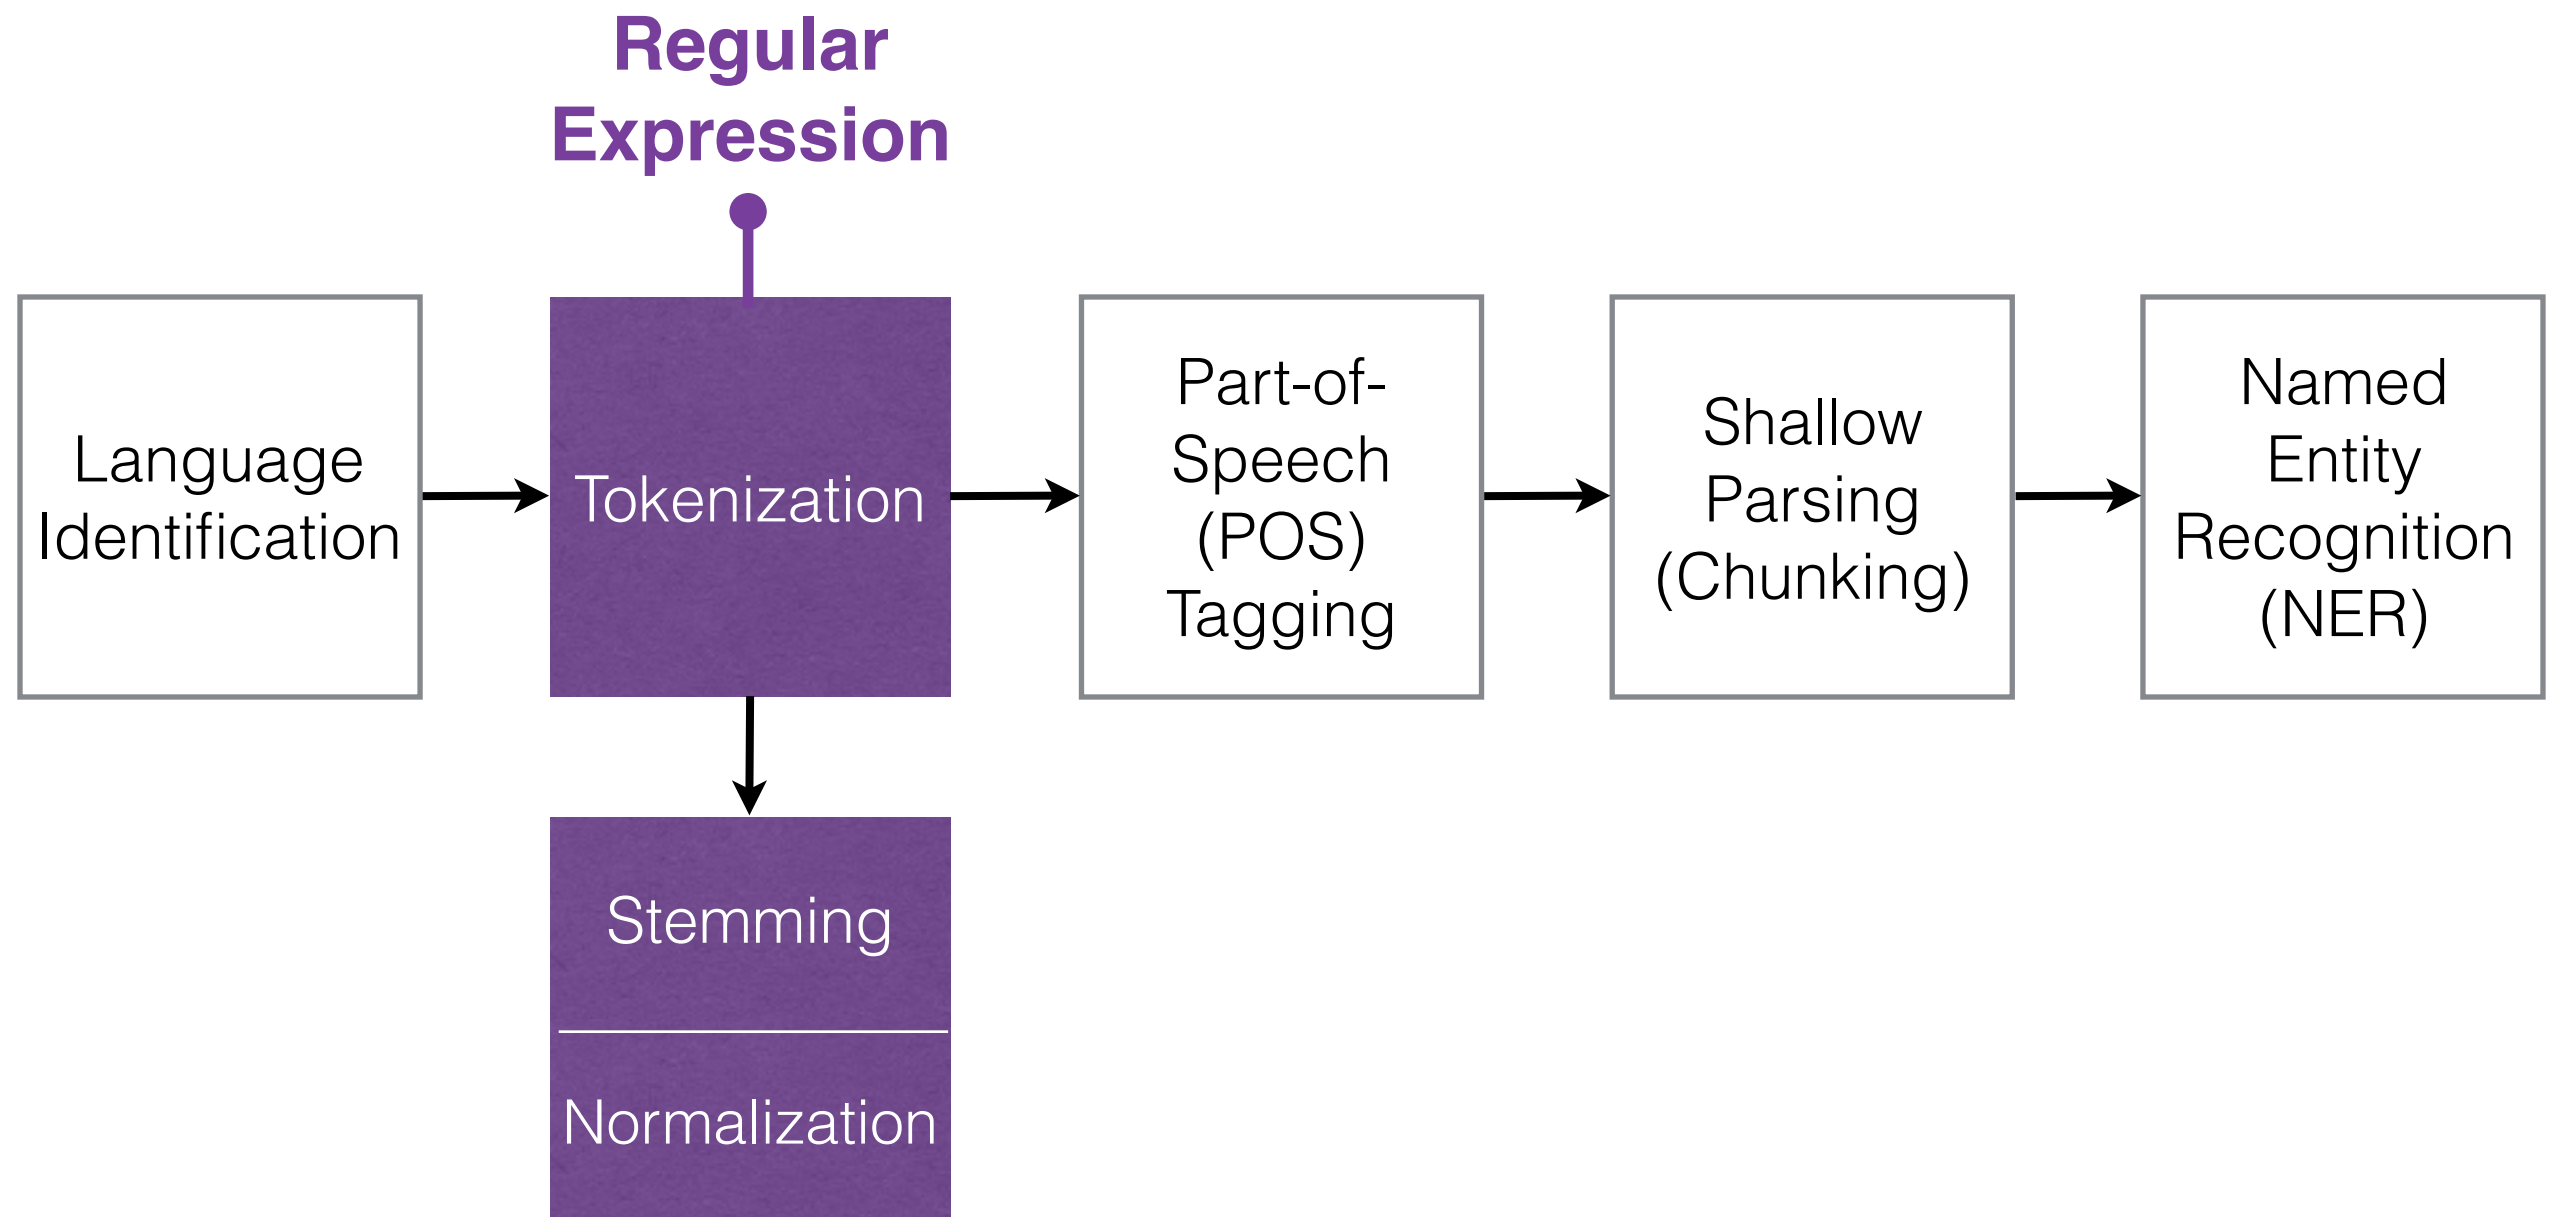 Regular
Expression
Language
Identification
Tokenization
Part-of-
Speech
(POS)
Tagging
Shallow
Parsing
(Chunking)
Named
Entity
Recognition
(NER)
Stemming
Normalization